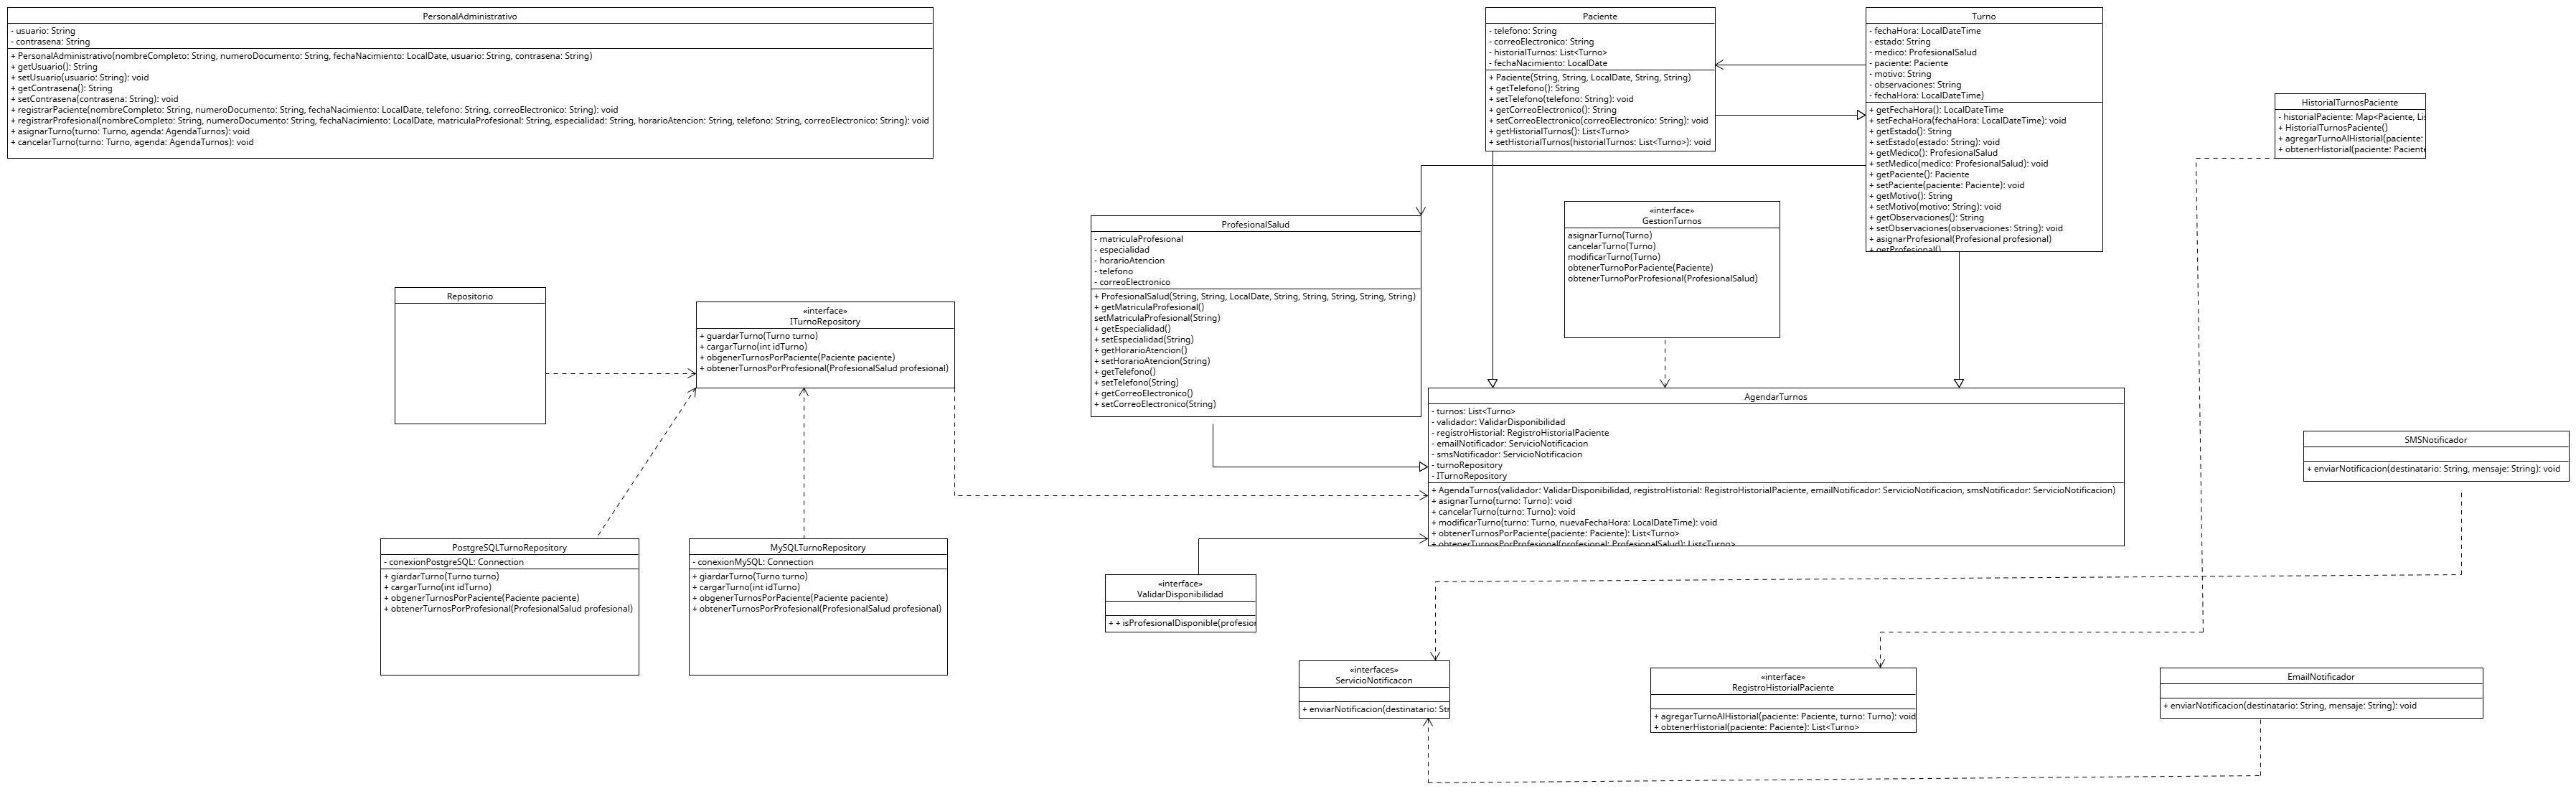 PersonalAdministrativo
- usuario: String
- contrasena: String
+ PersonalAdministrativo(nombreCompleto: String, numeroDocumento: String, fechaNacimiento: LocalDate, usuario: String, contrasena: String)
+ getUsuario(): String
+ setUsuario(usuario: String): void
+ getContrasena(): String
+ setContrasena(contrasena: String): void
+ registrarPaciente(nombreCompleto: String, numeroDocumento: String, fechaNacimiento: LocalDate, telefono: String, correoElectronico: String): void
+ registrarProfesional(nombreCompleto: String, numeroDocumento: String, fechaNacimiento: LocalDate, matriculaProfesional: String, especialidad: String, horarioAtencion: String, telefono: String, correoElectronico: String): void
+ asignarTurno(turno: Turno, agenda: AgendaTurnos): void
+ cancelarTurno(turno: Turno, agenda: AgendaTurnos): void
Paciente
- telefono: String
- correoElectronico: String
- historialTurnos: List<Turno>
- fechaNacimiento: LocalDate
+ Paciente(String, String, LocalDate, String, String)
+ getTelefono(): String
+ setTelefono(telefono: String): void
+ getCorreoElectronico(): String
+ setCorreoElectronico(correoElectronico: String): void
+ getHistorialTurnos(): List<Turno>
+ setHistorialTurnos(historialTurnos: List<Turno>): void
Turno
- fechaHora: LocalDateTime
- estado: String
- medico: ProfesionalSalud
- paciente: Paciente
- motivo: String
- observaciones: String
- fechaHora: LocalDateTime)
+ getFechaHora(): LocalDateTime
+ setFechaHora(fechaHora: LocalDateTime): void
+ getEstado(): String
+ setEstado(estado: String): void
+ getMedico(): ProfesionalSalud
+ setMedico(medico: ProfesionalSalud): void
+ getPaciente(): Paciente
+ setPaciente(paciente: Paciente): void
+ getMotivo(): String
+ setMotivo(motivo: String): void
+ getObservaciones(): String
+ setObservaciones(observaciones: String): void
+ asignarProfesional(Profesional profesional)
+ getProfesional()
HistorialTurnosPaciente
- historialPaciente: Map<Paciente, Lis
+ HistorialTurnosPaciente()
+ agregarTurnoAlHistorial(paciente:
+ obtenerHistorial(paciente: Paciente
ProfesionalSalud
- matriculaProfesional
- especialidad
- horarioAtencion
- telefono
- correoElectronico
+ ProfesionalSalud(String, String, LocalDate, String, String, String, String, String)
+ getMatriculaProfesional()
setMatriculaProfesional(String)
+ getEspecialidad()
+ setEspecialidad(String)
+ getHorarioAtencion()
+ setHorarioAtencion(String)
+ getTelefono()
+ setTelefono(String)
+ getCorreoElectronico()
+ setCorreoElectronico(String)
«interface»
GestionTurnos
asignarTurno(Turno)
cancelarTurno(Turno)
modificarTurno(Turno)
obtenerTurnoPorPaciente(Paciente)
obtenerTurnoPorProfesional(ProfesionalSalud)
Repositorio
«interface»
ITurnoRepository
+ guardarTurno(Turno turno)
+ cargarTurno(int idTurno)
+ obgenerTurnosPorPaciente(Paciente paciente)
+ obtenerTurnosPorProfesional(ProfesionalSalud profesional)
AgendarTurnos
- turnos: List<Turno>
- validador: ValidarDisponibilidad
- registroHistorial: RegistroHistorialPaciente
- emailNotificador: ServicioNotificacion
- smsNotificador: ServicioNotificacion
- turnoRepository
- ITurnoRepository
+ AgendaTurnos(validador: ValidarDisponibilidad, registroHistorial: RegistroHistorialPaciente, emailNotificador: ServicioNotificacion, smsNotificador: ServicioNotificacion)
+ asignarTurno(turno: Turno): void
+ cancelarTurno(turno: Turno): void
+ modificarTurno(turno: Turno, nuevaFechaHora: LocalDateTime): void
+ obtenerTurnosPorPaciente(paciente: Paciente): List<Turno>
+ obtenerTurnosPorProfesional(profesional: ProfesionalSalud): List<Turno>
SMSNotificador
+ enviarNotificacion(destinatario: String, mensaje: String): void
PostgreSQLTurnoRepository
- conexionPostgreSQL: Connection
+ giardarTurno(Turno turno)
+ cargarTurno(int idTurno)
+ obgenerTurnosPorPaciente(Paciente paciente)
+ obtenerTurnosPorProfesional(ProfesionalSalud profesional)
MySQLTurnoRepository
- conexionMySQL: Connection
+ giardarTurno(Turno turno)
+ cargarTurno(int idTurno)
+ obgenerTurnosPorPaciente(Paciente paciente)
+ obtenerTurnosPorProfesional(ProfesionalSalud profesional)
«interface»
ValidarDisponibilidad
+ + isProfesionalDisponible(profesion
«interfaces»
ServicioNotificacon
+ enviarNotificacion(destinatario: Str
«interface»
RegistroHistorialPaciente
+ agregarTurnoAlHistorial(paciente: Paciente, turno: Turno): void
+ obtenerHistorial(paciente: Paciente): List<Turno>
EmailNotificador
+ enviarNotificacion(destinatario: String, mensaje: String): void